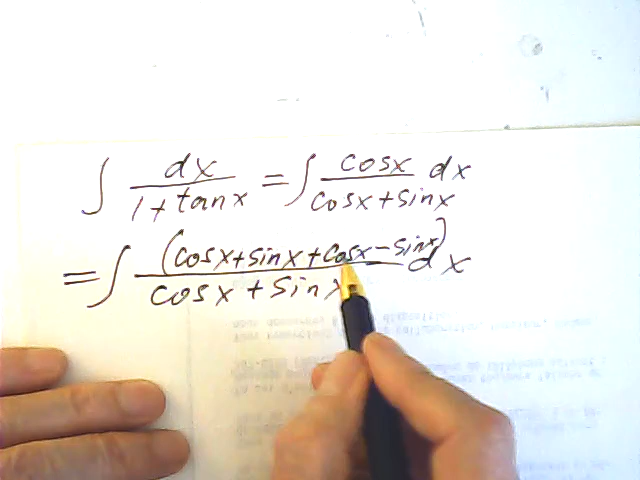 ∫ dx / (1 + tanx) = ∫ cosx / (cosx + sinx) dx
= ∫ (cosx + sinx + cosx − sinx) / (cosx + sinx) dx